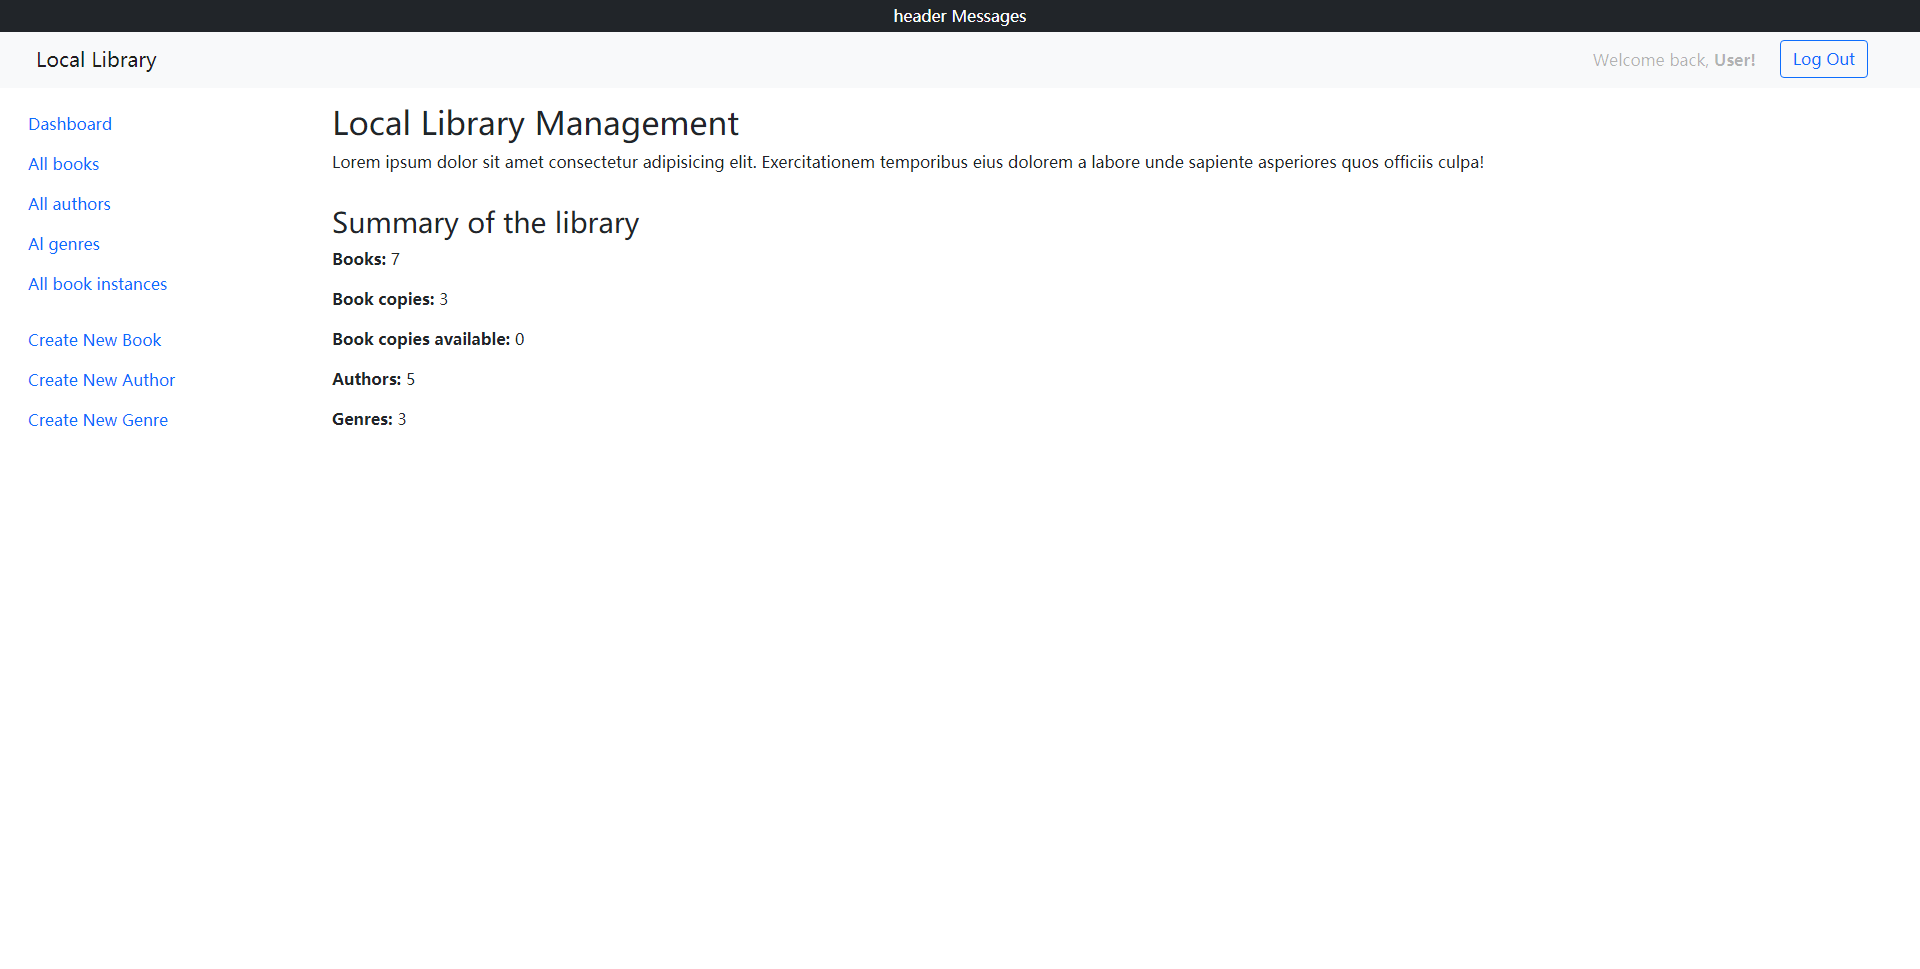 header Messages
Local Library
Welcome back, User!
Log Out
Dashboard
All books
All authors
Al genres
All book instances
Create New Book
Create New Author
Create New Genre
Local Library Management
Lorem ipsum dolor sit amet consectetur adipisicing elit. Exercitationem temporibus eius dolorem a labore unde sapiente asperiores quos officiis culpa!
Summary of the library
Books: 7
Book copies: 3
Book copies available: 0
Authors: 5
Genres: 3